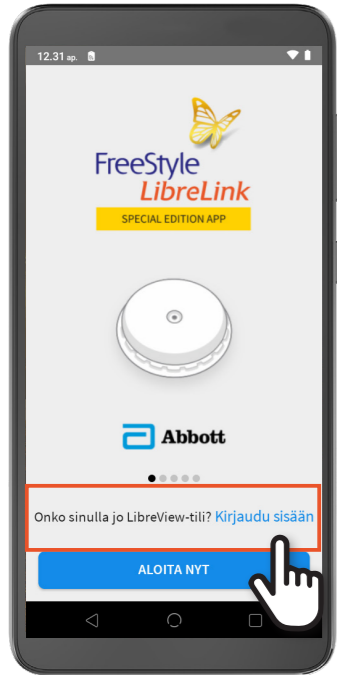 12.31 ap.
FreeStyle
LibreLink
SPECIAL EDITION APP
Abbott
Onko sinulla jo LibreView-tili? Kirjaudu sisään
ALOITA NYT